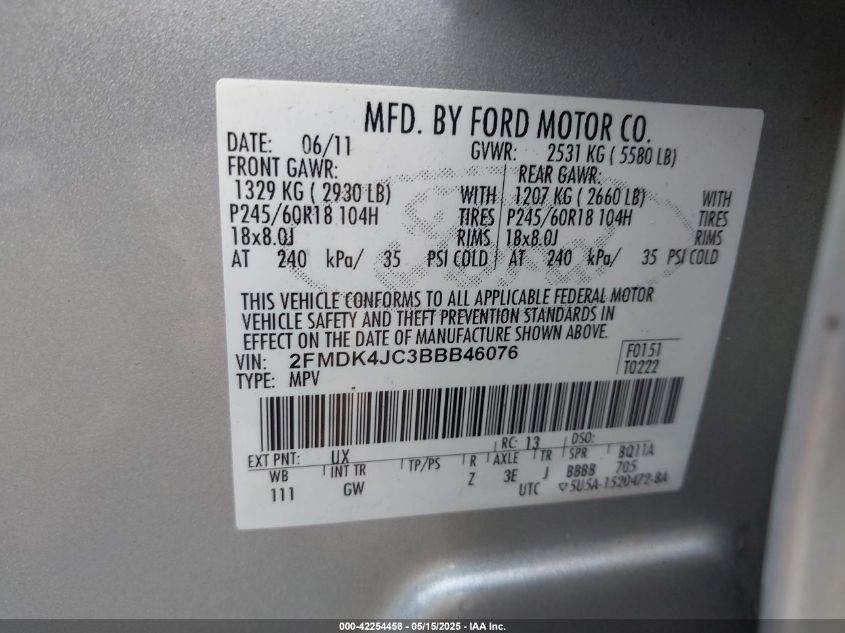 MFD. BY FORD MOTOR CO.
DATE: 06/11 GVWR: 2531 KG ( 5580 LB)
FRONT GAWR: REAR GAWR:
1329 KG ( 2930 LB) WITH 1207 KG ( 2660 LB) WITH
P245/60R18 104H TIRES P245/60R18 104H TIRES
18x8.0J RIMS 18x8.0J RIMS
AT 240 kPa/ 35 PSI COLD AT 240 kPa/ 35 PSI COLD
THIS VEHICLE CONFORMS TO ALL APPLICABLE FEDERAL MOTOR
VEHICLE SAFETY AND THEFT PREVENTION STANDARDS IN
EFFECT ON THE DATE OF MANUFACTURE SHOWN ABOVE.
VIN: 2FMDK4JC3BBB46076 F0151
TYPE: MPV T0222
EXT PNT: UX RC: 13 DSO:
WB INT TR TP/PS R AXLE TR SPR BQ11A
111 GW Z 3E J BBBB 705
UTC ▽5U5A-1520472-BA
000-42254458 - 05/15/2025 - IAA Inc.